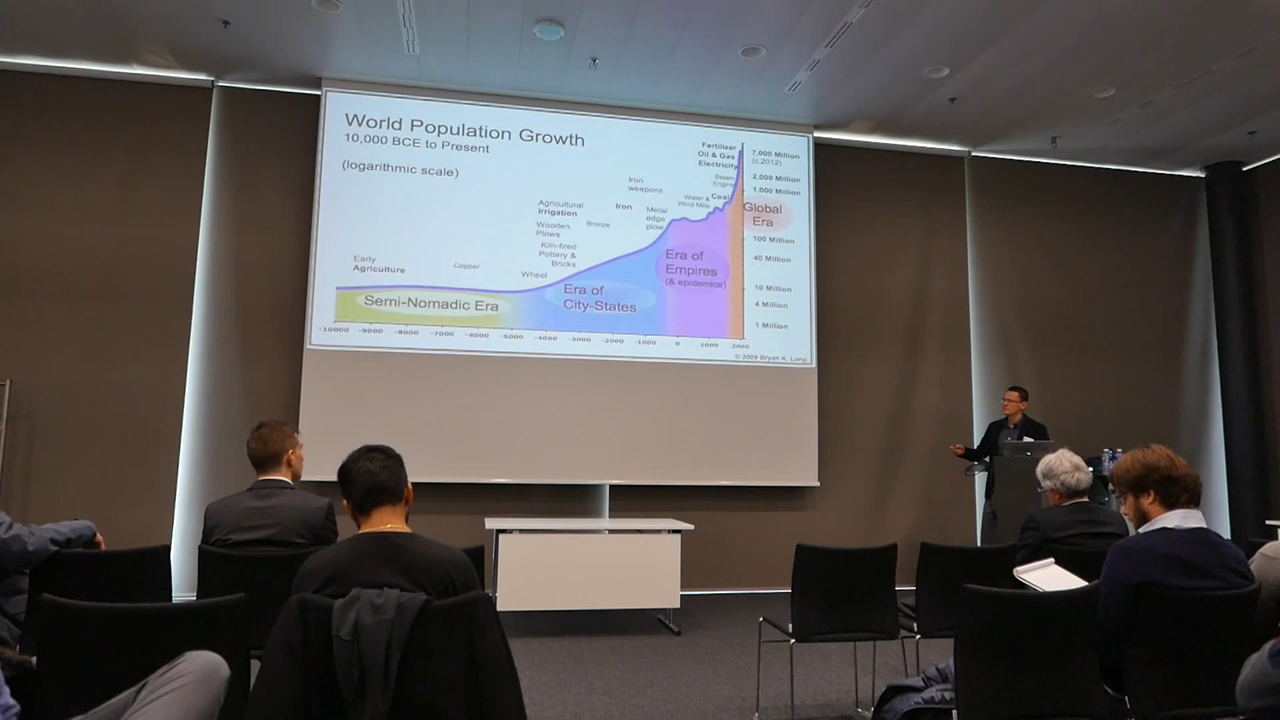 World Population Growth
10,000 BCE to Present
(logarithmic scale)
Fertilizer
Oil & Gas
Electricity
7,000 Million
(c.2012)
Steam
Engine
2,000 Million
1,000 Million
Iron
weapons
Water &
Wind Mills
Coal
Agricultural
Irrigation
Iron
Metal
edge
plow
Global
Era
Wooden
Plows
Bronze
100 Million
Kiln-fired
Pottery &
Bricks
Era of
Empires
(& epidemics)
40 Million
Early
Agriculture
Copper
Wheel
10 Million
Semi-Nomadic Era
Era of
City-States
4 Million
1 Million
-10000 -9000 -8000 -7000 -6000 -5000 -4000 -3000 -2000 -1000 0 1000 2000
© 2009 Bryan K. Long